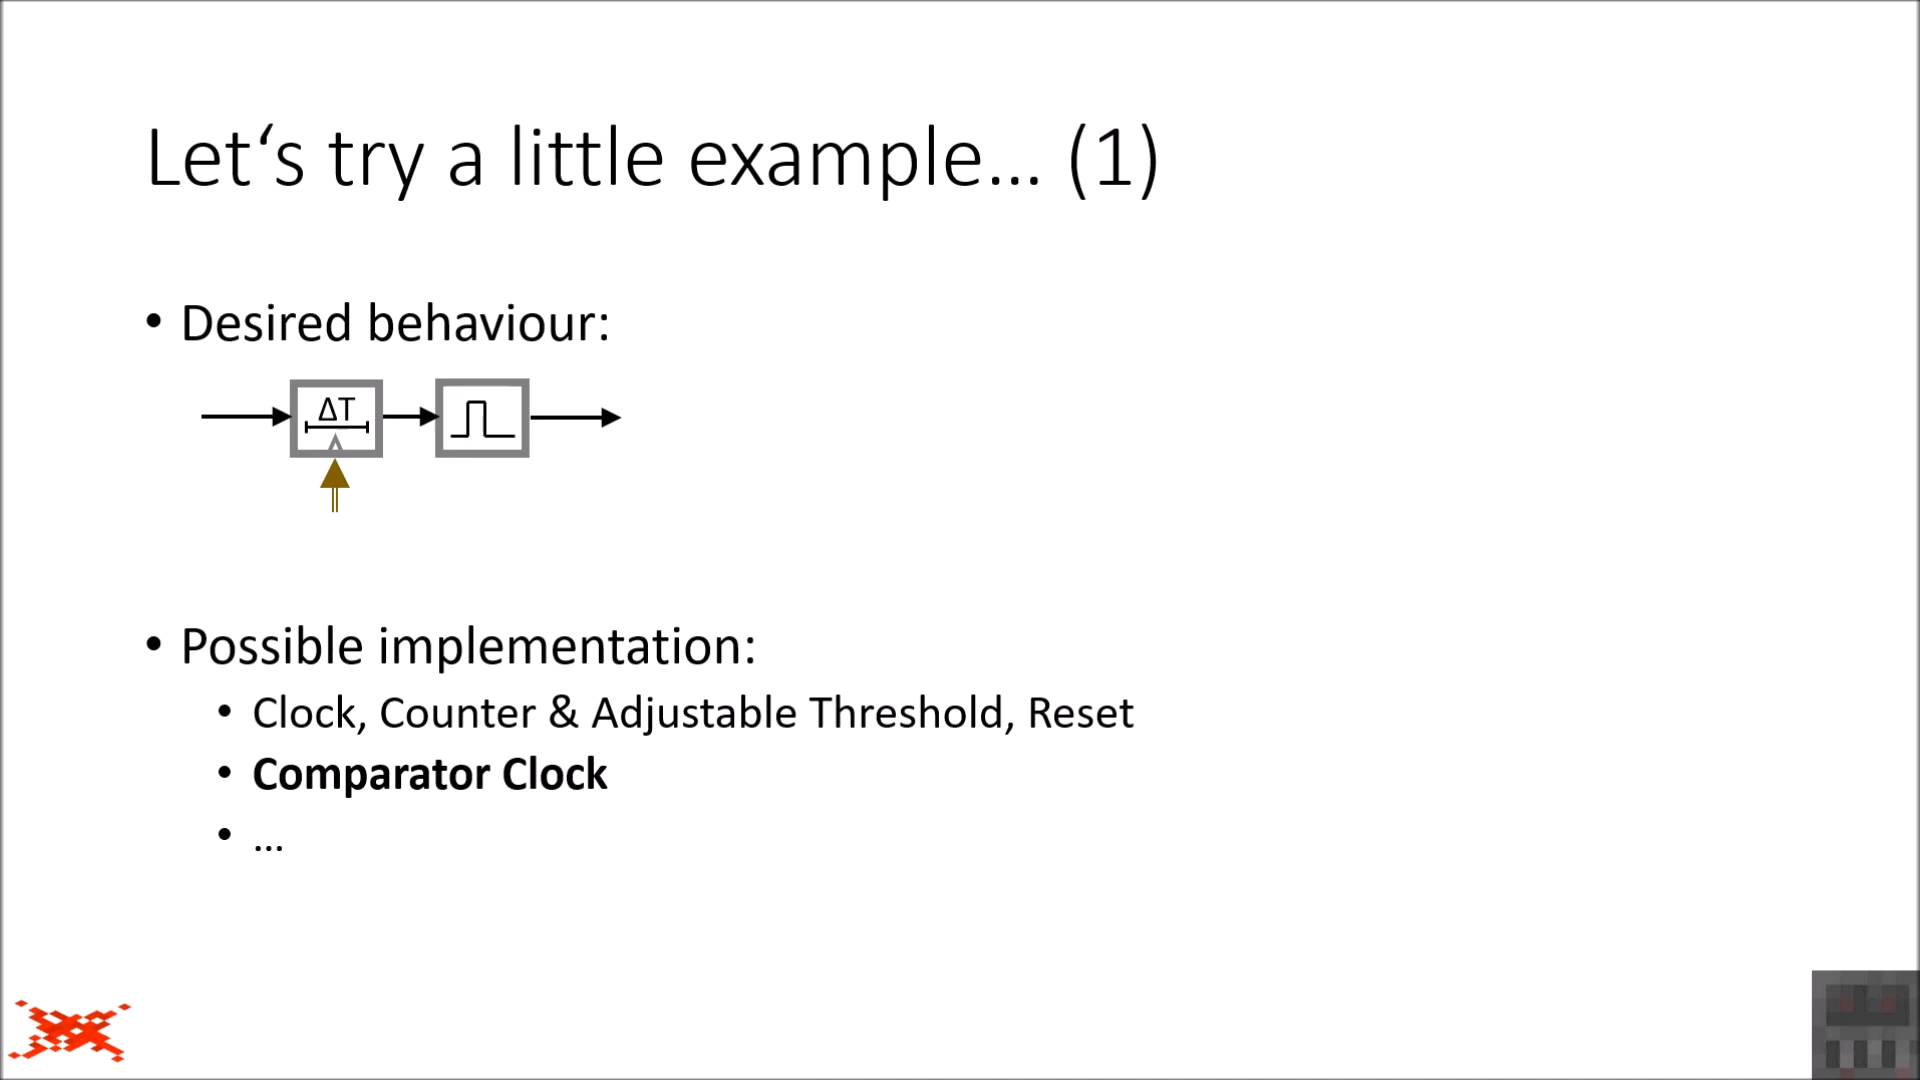 Let‘s try a little example… (1)
• Desired behaviour:
ΔT
• Possible implementation:
• Clock, Counter & Adjustable Threshold, Reset
• Comparator Clock
• …